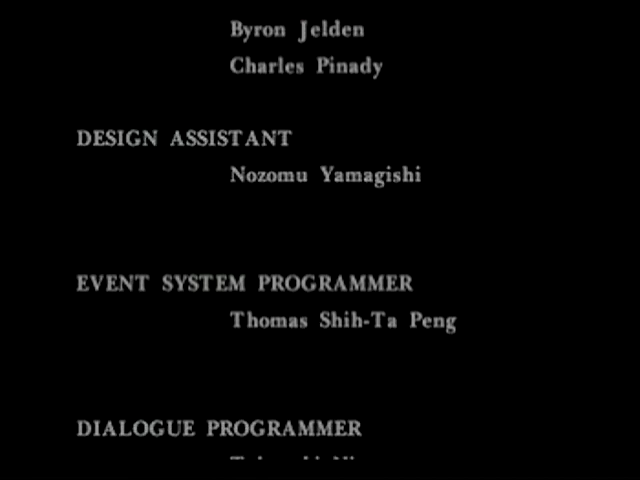 Byron Jelden
Charles Pinady
DESIGN ASSISTANT
Nozomu Yamagishi
EVENT SYSTEM PROGRAMMER
Thomas Shih-Ta Peng
DIALOGUE PROGRAMMER